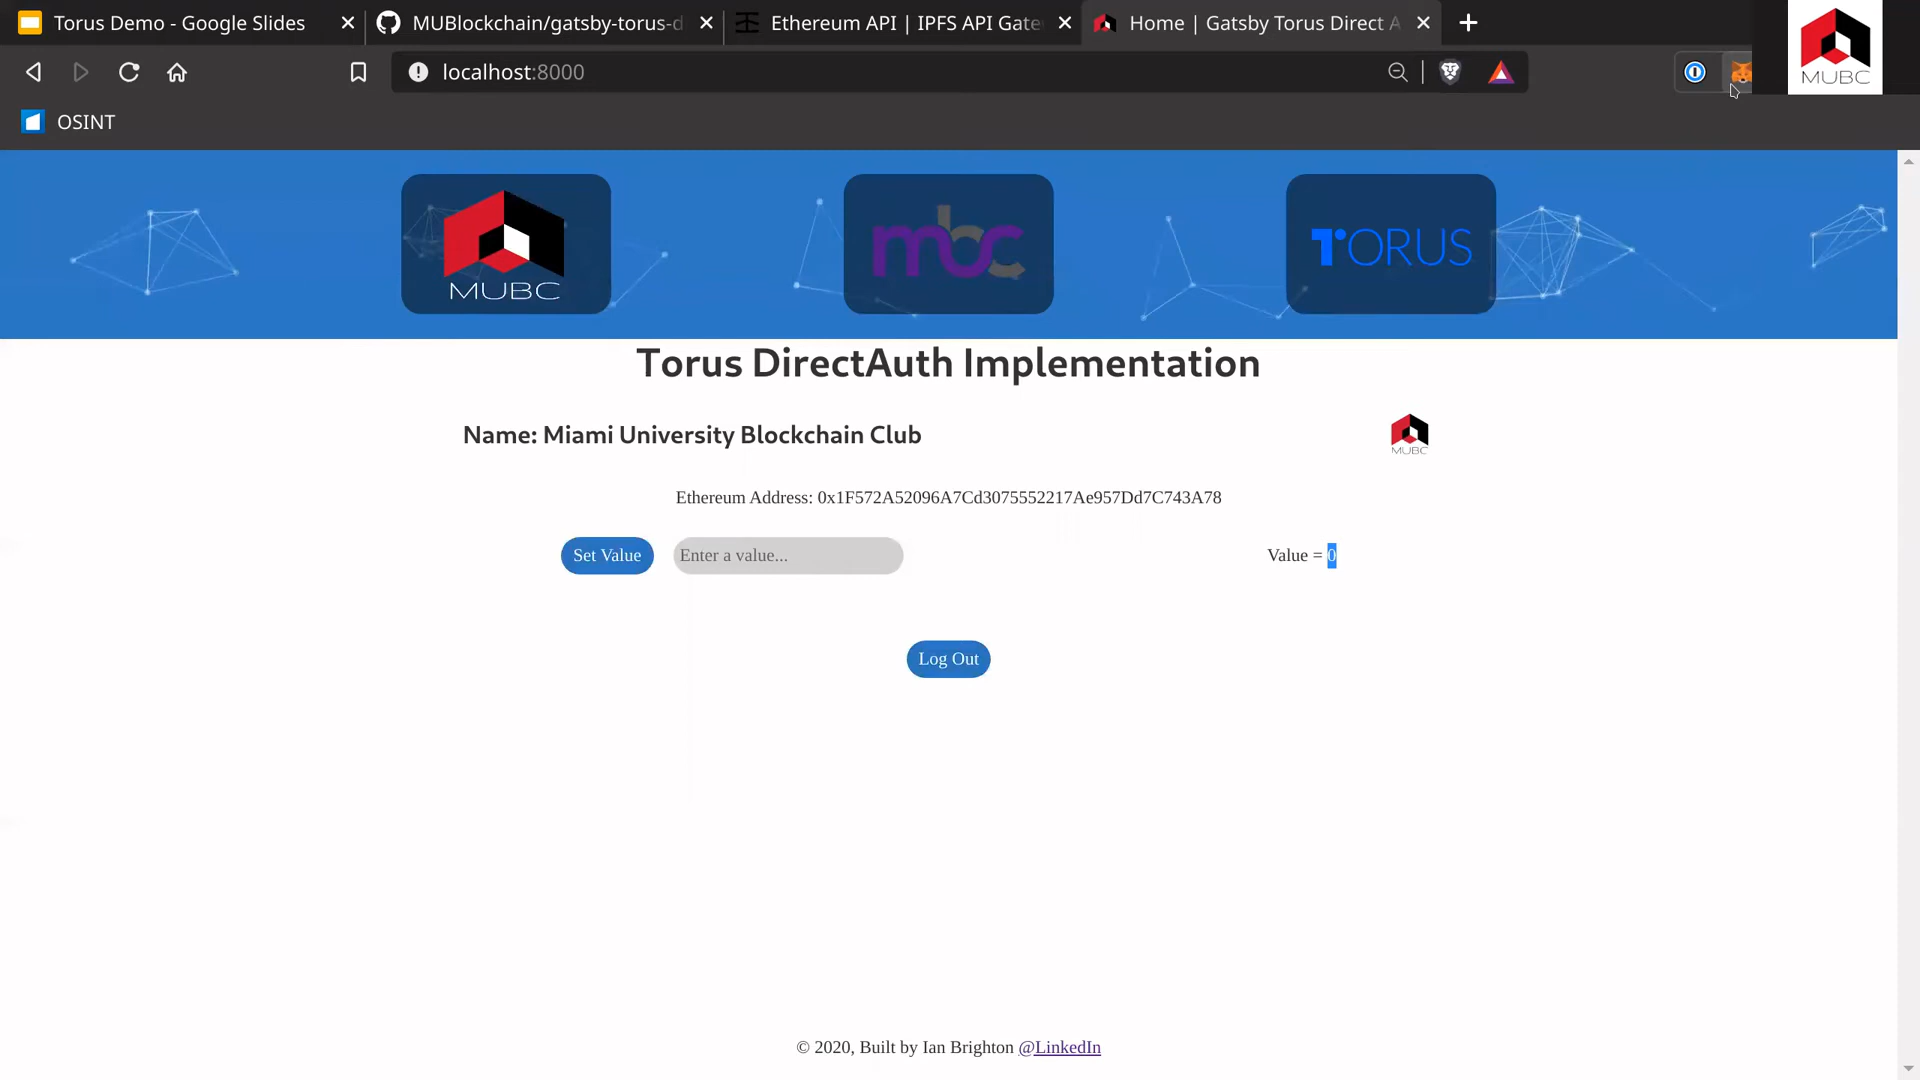 Torus Demo - Google Slides
MUBlockchain/gatsby-torus-d
Ethereum API | IPFS API Gate
Home | Gatsby Torus Direct A
localhost:8000
MUBC
OSINT
MUBC
mbc
TORUS
Torus DirectAuth Implementation
Name: Miami University Blockchain Club
MUBC
Ethereum Address: 0x1F572A52096A7Cd3075552217Ae957Dd7C743A78
Set Value
Enter a value...
Value = 0
Log Out
© 2020, Built by Ian Brighton @LinkedIn